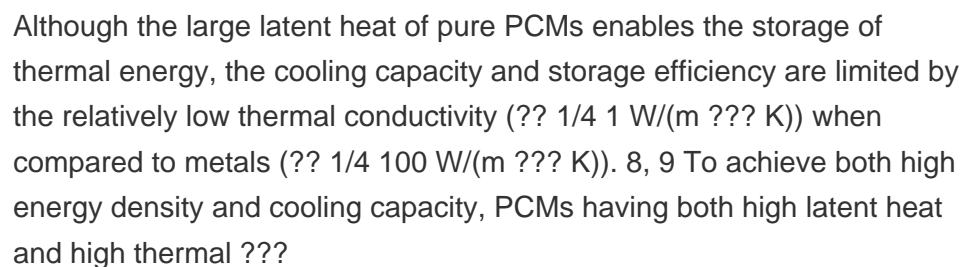 Although the large latent heat of pure PCMs enables the storage of
thermal energy, the cooling capacity and storage efficiency are limited by
the relatively low thermal conductivity (?? 1/4 1 W/(m ??? K)) when
compared to metals (?? 1/4 100 W/(m ??? K)). 8, 9 To achieve both high
energy density and cooling capacity, PCMs having both high latent heat
and high thermal ???